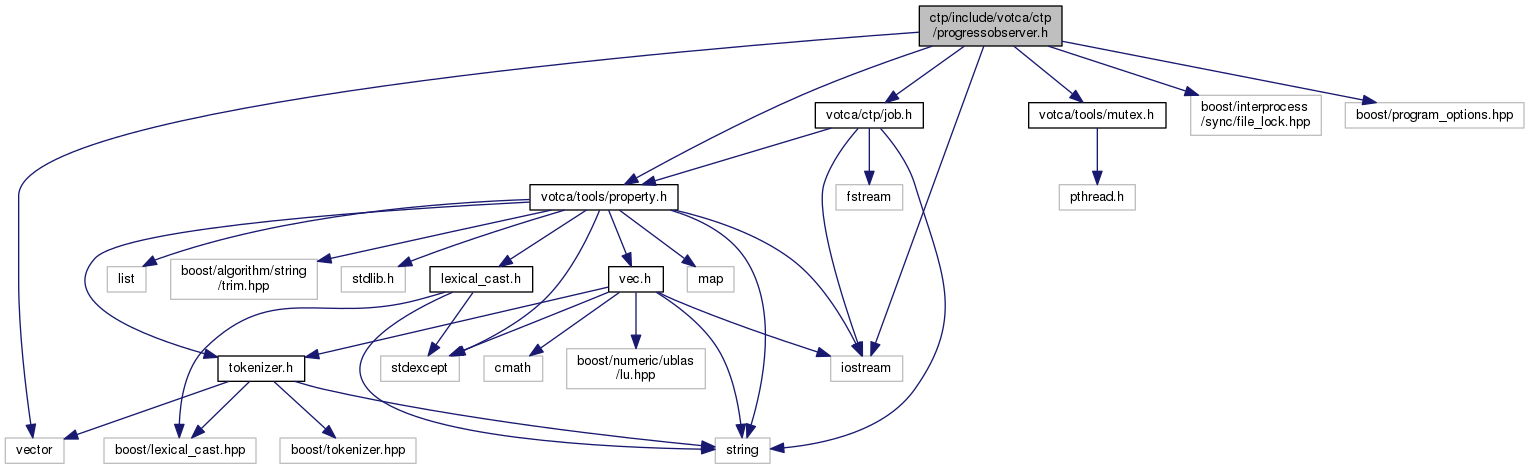 ctp/include/votca/ctp
/progressobserver.h
votca/ctp/job.h
votca/tools/mutex.h
boost/interprocess
/sync/file_lock.hpp
boost/program_options.hpp
votca/tools/property.h
fstream
pthread.h
list
boost/algorithm/string
/trim.hpp
stdlib.h
lexical_cast.h
vec.h
map
tokenizer.h
stdexcept
cmath
boost/numeric/ublas
/lu.hpp
iostream
vector
boost/lexical_cast.hpp
boost/tokenizer.hpp
string